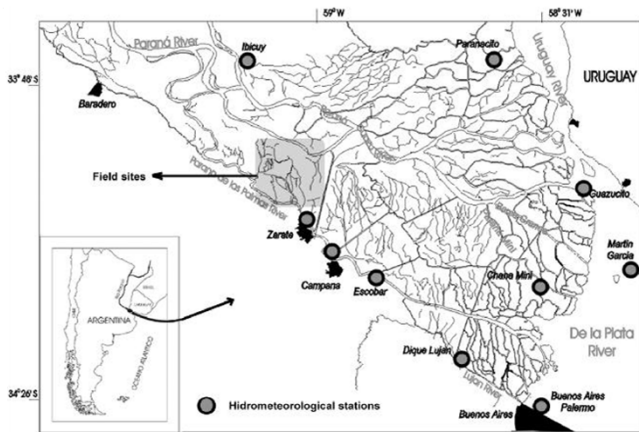 59° W
58° 31' W
Paraná River
Ibicuy
Paranacito
Uruguay River
URUGUAY
33° 48' S
Baradero
Field sites
Paraná de las Palmas River
Guazucito
Zarate
Martín García
Campana
Escobar
Chana Mini
De la Plata River
ARGENTINA
Dique Luján
Luján River
34° 26' S
Hidrometeorological stations
Buenos Aires
Buenos Aires Palermo